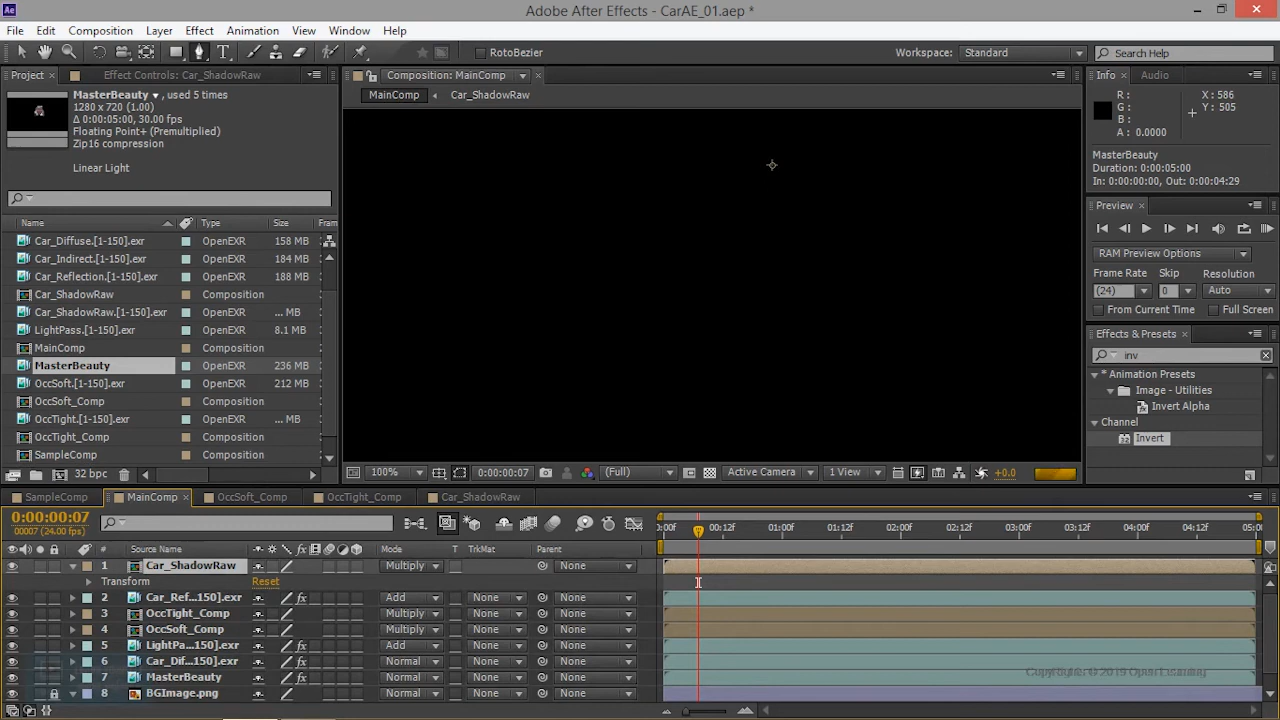 Ae Adobe After Effects - CarAE_01.aep *
File Edit Composition Layer Effect Animation View Window Help
RotoBezier Workspace: Standard Search Help
Project Effect Controls: Car_ShadowRaw Composition: MainComp Info Audio
MasterBeauty , used 5 times
1280 x 720 (1.00)
Δ 0:00:05:00, 30.00 fps
Floating Point+ (Premultiplied)
Zip16 compression
Linear Light
MainComp Car_ShadowRaw
R : X : 586
G : Y : 505
B :
A : 0.0000
MasterBeauty
Duration: 0:00:05:00
In: 0:00:00:00, Out: 0:00:04:29
Preview
RAM Preview Options
Frame Rate Skip Resolution
(24) 0 Auto
From Current Time Full Screen
Effects & Presets
inv
* Animation Presets
Image - Utilities
Invert Alpha
Channel
Invert
Name Type Size Fram
Car_Diffuse.[1-150].exr OpenEXR 158 MB
Car_Indirect.[1-150].exr OpenEXR 184 MB
Car_Reflection.[1-150].exr OpenEXR 188 MB
Car_ShadowRaw Composition
Car_ShadowRaw.[1-150].exr OpenEXR ... MB
LightPass.[1-150].exr OpenEXR 8.1 MB
MainComp Composition
MasterBeauty OpenEXR 236 MB
OccSoft.[1-150].exr OpenEXR 212 MB
OccSoft_Comp Composition
OccTight.[1-150].exr OpenEXR ... MB
OccTight_Comp Composition
SampleComp Composition
32 bpc
100% 0:00:00:07 (Full) Active Camera 1 View +0.0
SampleComp MainComp OccSoft_Comp OccTight_Comp Car_ShadowRaw
0:00:00:07
00007 (24.00 fps)
:00f 00:12f 01:00f 01:12f 02:00f 02:12f 03:00f 03:12f 04:00f 04:12f 05:00
# Source Name Mode T TrkMat Parent
1 Car_ShadowRaw Multiply None
Transform Reset
2 Car_Ref...150].exr fx Add None None
3 OccTight_Comp Multiply None None
4 OccSoft_Comp Multiply None None
5 LightPa...150].exr fx Add None None
6 Car_Dif...150].exr fx Normal None None
7 MasterBeauty fx Normal None None
8 BGImage.png Normal None None
CopyRights © 2019 Open Learning